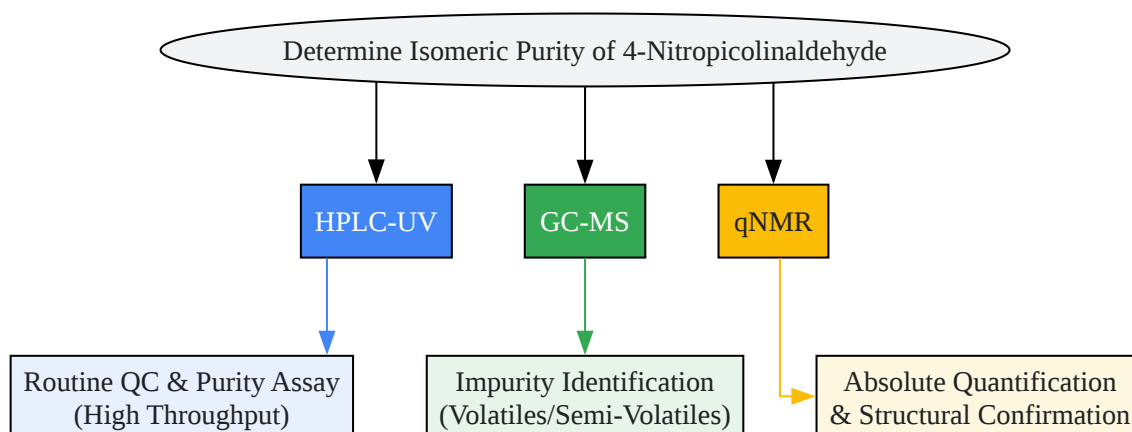 Determine Isomeric Purity of 4-Nitropicolinaldehyde
HPLC-UV
GC-MS
qNMR
Routine QC & Purity Assay
(High Throughput)
Impurity Identification
(Volatiles/Semi-Volatiles)
Absolute Quantification
& Structural Confirmation